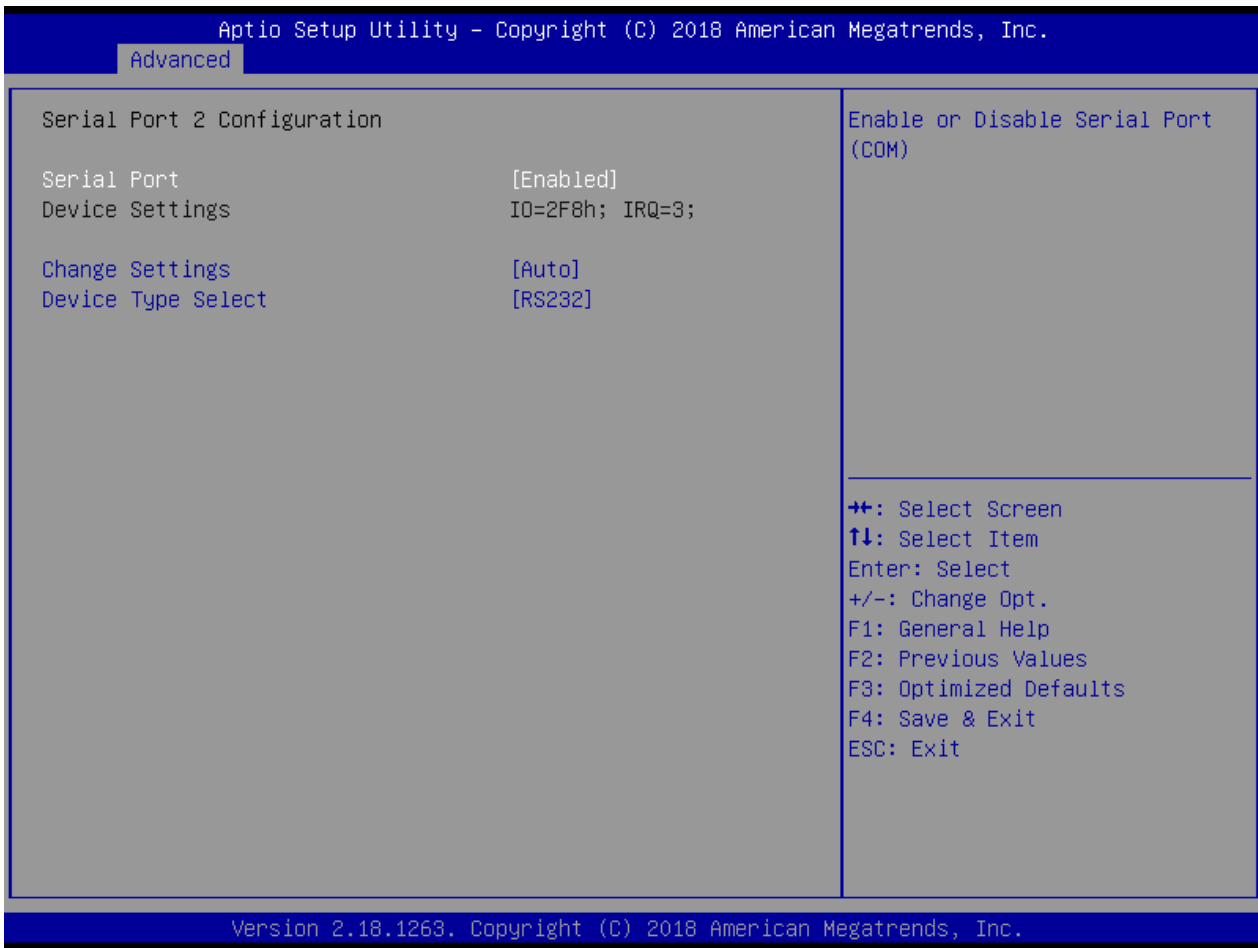 Aptio Setup Utility – Copyright (C) 2018 American Megatrends, Inc.
Advanced
Serial Port 2 Configuration
Serial Port [Enabled]
Device Settings IO=2F8h; IRQ=3;
Change Settings [Auto]
Device Type Select [RS232]
Enable or Disable Serial Port
(COM)
→←: Select Screen
↑↓: Select Item
Enter: Select
+/-: Change Opt.
F1: General Help
F2: Previous Values
F3: Optimized Defaults
F4: Save & Exit
ESC: Exit
Version 2.18.1263. Copyright (C) 2018 American Megatrends, Inc.